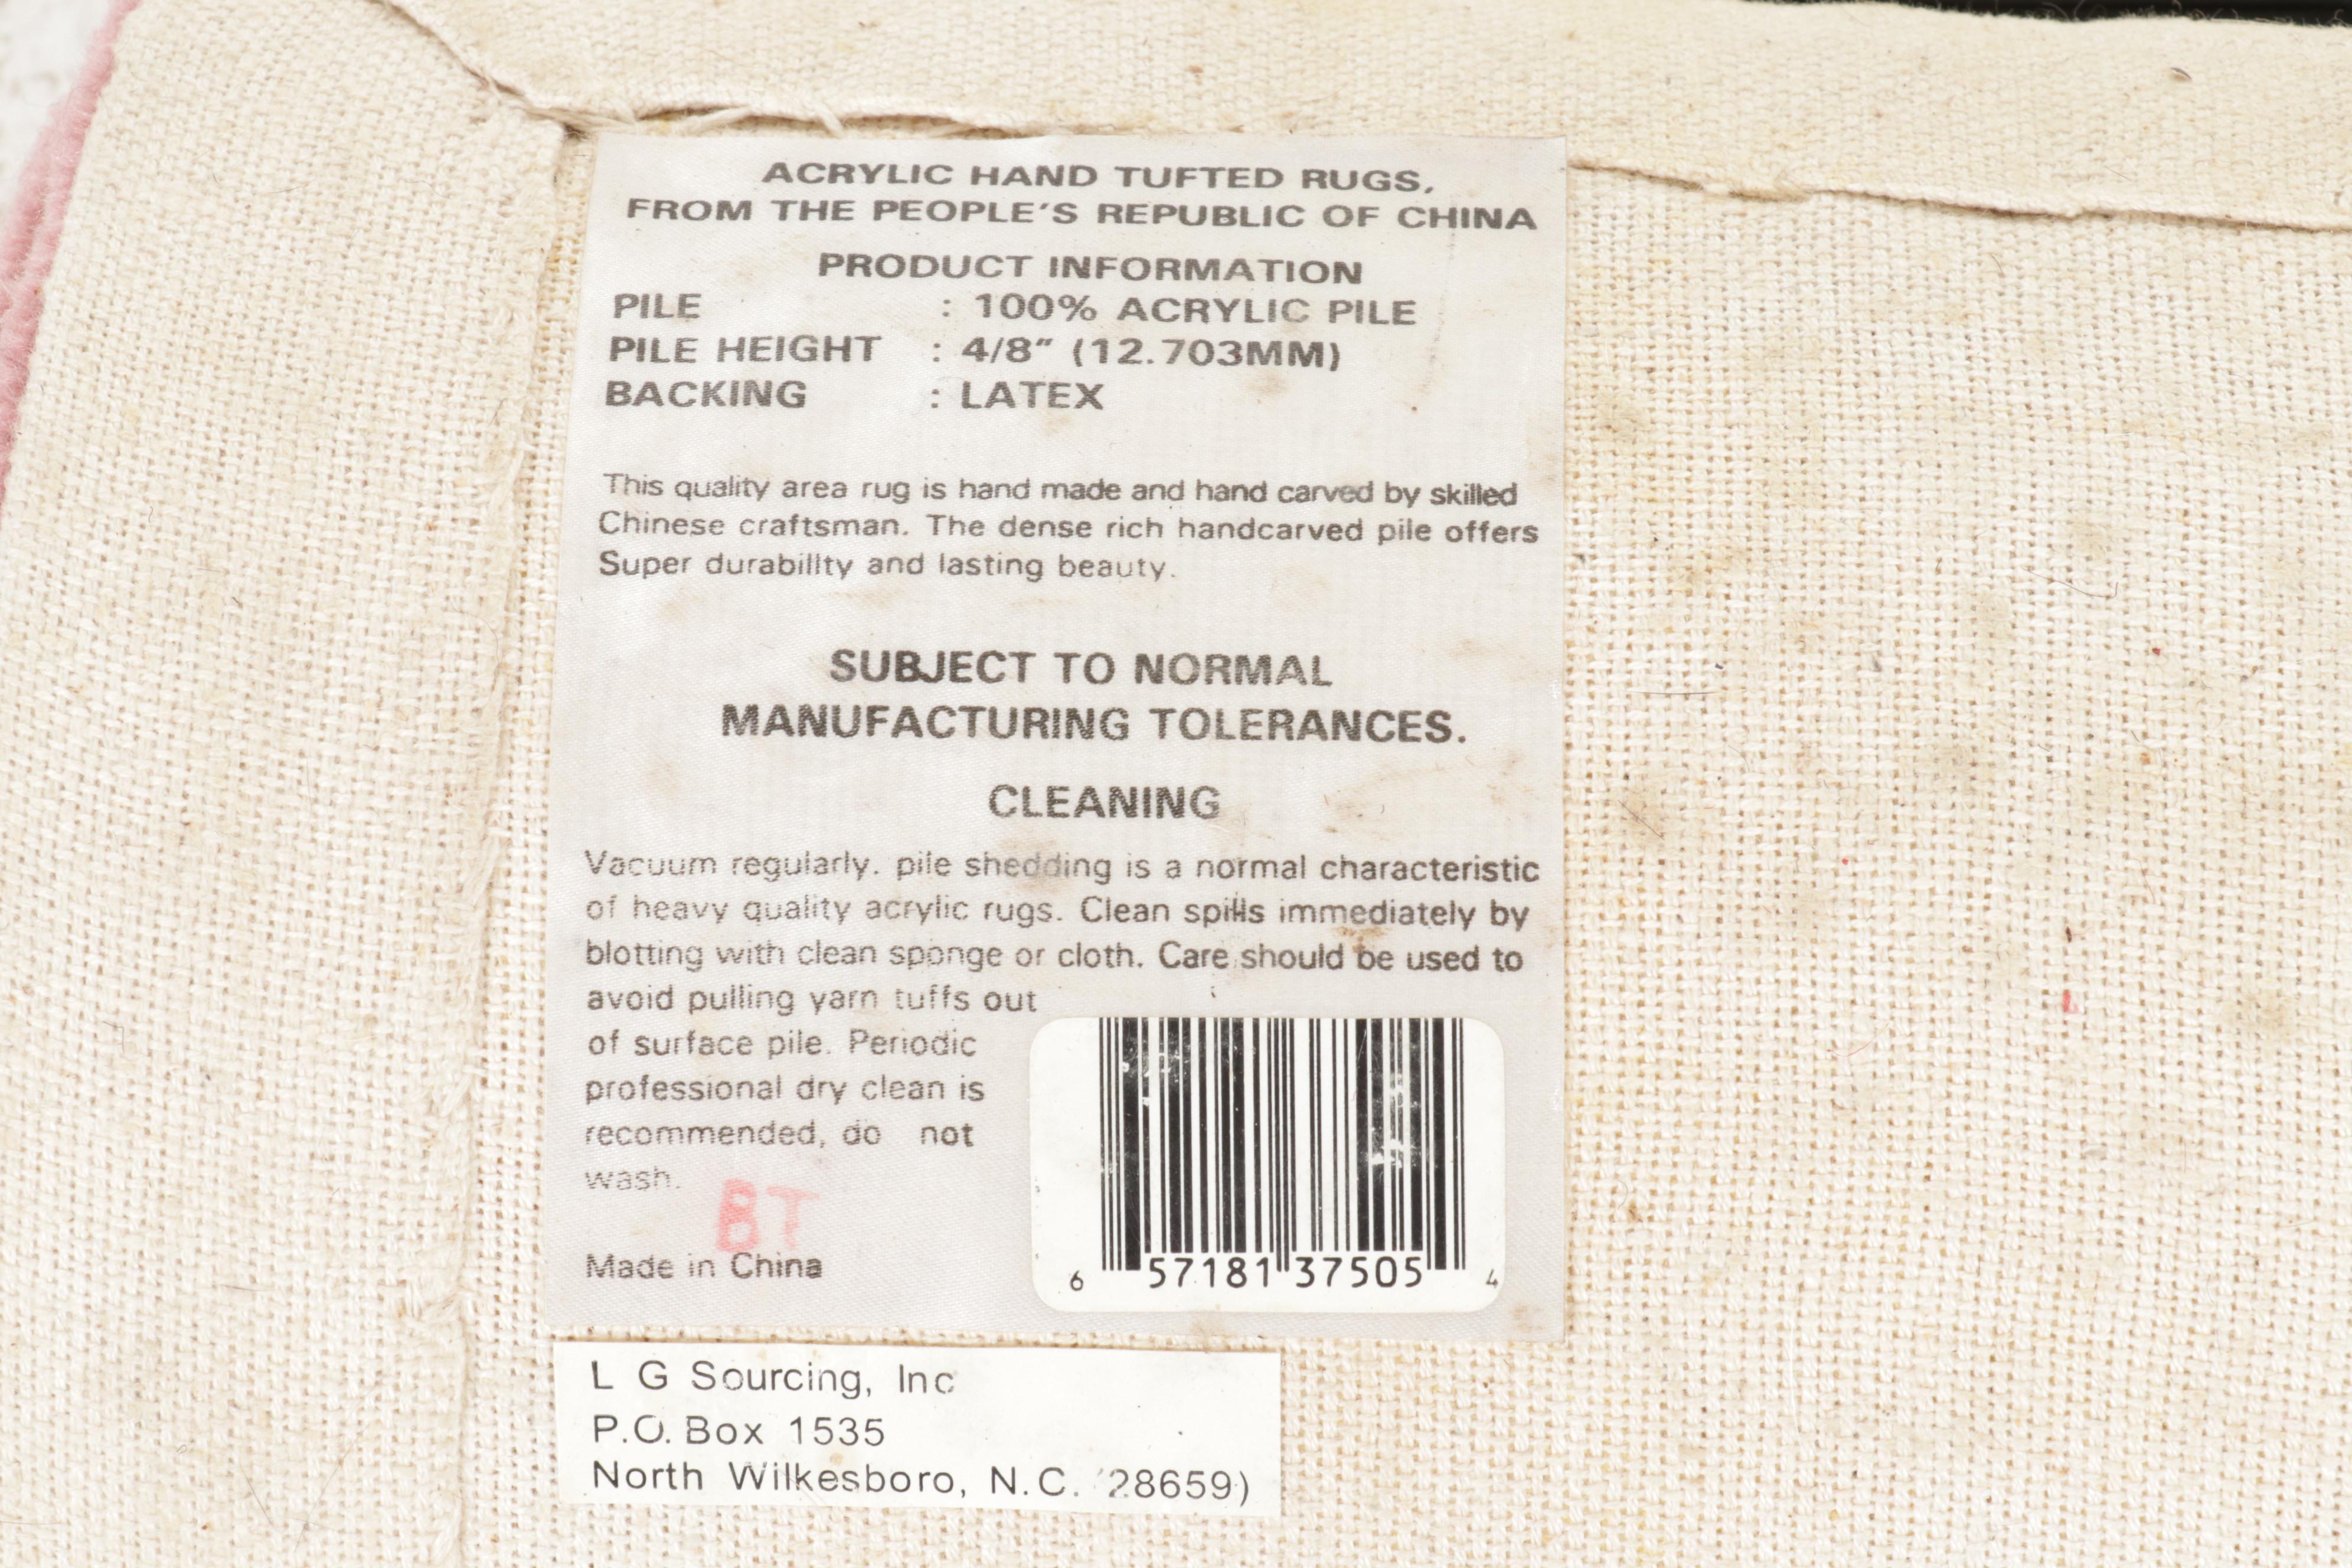 ACRYLIC HAND TUFTED RUGS,
FROM THE PEOPLE'S REPUBLIC OF CHINA
PRODUCT INFORMATION
PILE : 100% ACRYLIC PILE
PILE HEIGHT : 4/8" (12.703MM)
BACKING : LATEX
This quality area rug is hand made and hand carved by skilled
Chinese craftsman. The dense rich handcarved pile offers
Super durabillty and lasting beauty.
SUBJECT TO NORMAL
MANUFACTURING TOLERANCES.
CLEANING
Vacuum regularly. pile shedding is a normal characteristic
of heavy quality acrylic rugs. Clean spills immediately by
blotting with clean sponge or cloth. Care should be used to
avoid pulling yarn tuffs out
of surface pile. Periodic
professional dry clean is
recommended, do not
wash.
BT
Made in China
6 57181 37505 4
L G Sourcing, Inc
P.O. Box 1535
North Wilkesboro, N.C. 28659)